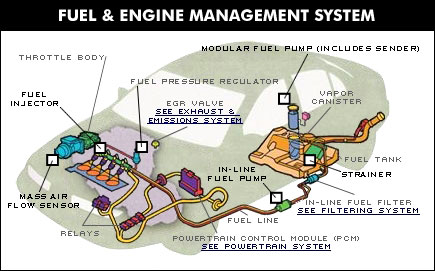 FUEL & ENGINE MANAGEMENT SYSTEM
MODULAR FUEL PUMP (INCLUDES SENDER)
THROTTLE BODY
FUEL PRESSURE REGULATOR
FUEL
INJECTOR
EGR VALVE
SEE EXHAUST &
EMISSIONS SYSTEM
VAPOR
CANISTER
FUEL TANK
STRAINER
IN-LINE
FUEL PUMP
MASS AIR
FLOW SENSOR
IN-LINE FUEL FILTER
SEE FILTERING SYSTEM
FUEL LINE
RELAYS
POWERTRAIN CONTROL MODULE (PCM)
SEE POWERTRAIN SYSTEM